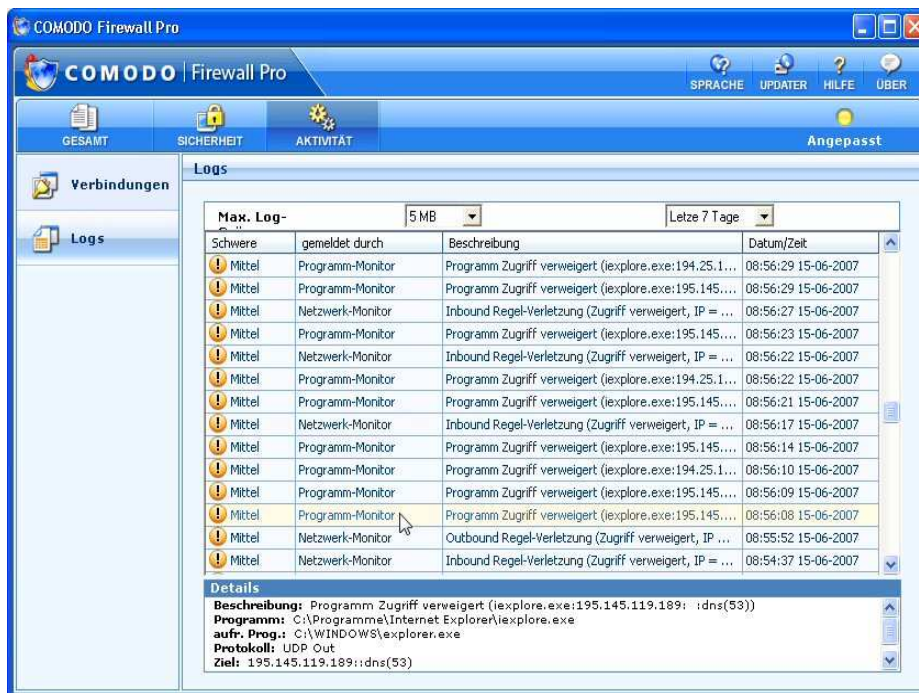 COMODO Firewall Pro
COMODO Firewall Pro
SPRACHE UPDATER HILFE ÜBER
GESAMT SICHERHEIT AKTIVITÄT
Angepasst
Verbindungen
Logs
Logs
Max. Log-
5 MB
Letze 7 Tage
Schwere gemeldet durch Beschreibung Datum/Zeit
Mittel Programm-Monitor Programm Zugriff verweigert (iexplore.exe:194.25.1... 08:56:29 15-06-2007
Mittel Programm-Monitor Programm Zugriff verweigert (iexplore.exe:195.145.... 08:56:29 15-06-2007
Mittel Netzwerk-Monitor Inbound Regel-Verletzung (Zugriff verweigert, IP = ... 08:56:27 15-06-2007
Mittel Programm-Monitor Programm Zugriff verweigert (iexplore.exe:195.145.... 08:56:23 15-06-2007
Mittel Netzwerk-Monitor Inbound Regel-Verletzung (Zugriff verweigert, IP = ... 08:56:22 15-06-2007
Mittel Programm-Monitor Programm Zugriff verweigert (iexplore.exe:194.25.1... 08:56:22 15-06-2007
Mittel Programm-Monitor Programm Zugriff verweigert (iexplore.exe:195.145.... 08:56:21 15-06-2007
Mittel Netzwerk-Monitor Inbound Regel-Verletzung (Zugriff verweigert, IP = ... 08:56:17 15-06-2007
Mittel Programm-Monitor Programm Zugriff verweigert (iexplore.exe:195.145.... 08:56:14 15-06-2007
Mittel Programm-Monitor Programm Zugriff verweigert (iexplore.exe:194.25.1... 08:56:10 15-06-2007
Mittel Programm-Monitor Programm Zugriff verweigert (iexplore.exe:195.145.... 08:56:09 15-06-2007
Mittel Programm-Monitor Programm Zugriff verweigert (iexplore.exe:195.145.... 08:56:08 15-06-2007
Mittel Netzwerk-Monitor Outbound Regel-Verletzung (Zugriff verweigert, IP ... 08:55:52 15-06-2007
Mittel Netzwerk-Monitor Inbound Regel-Verletzung (Zugriff verweigert, IP = ... 08:54:37 15-06-2007
Details
Beschreibung: Programm Zugriff verweigert (iexplore.exe:195.145.119.189: :dns(53))
Programm: C:\Programme\Internet Explorer\iexplore.exe
aufr. Prog.: C:\WINDOWS\explorer.exe
Protokoll: UDP Out
Ziel: 195.145.119.189::dns(53)